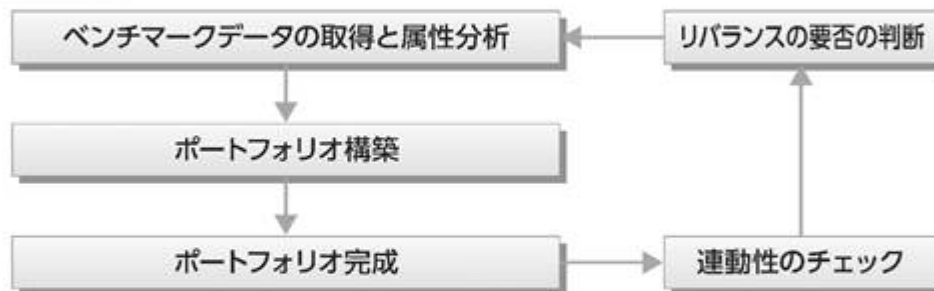 ベンチマークデータの取得と属性分析
リバランスの要否の判断
ポートフォリオ構築
ポートフォリオ完成
連動性のチェック